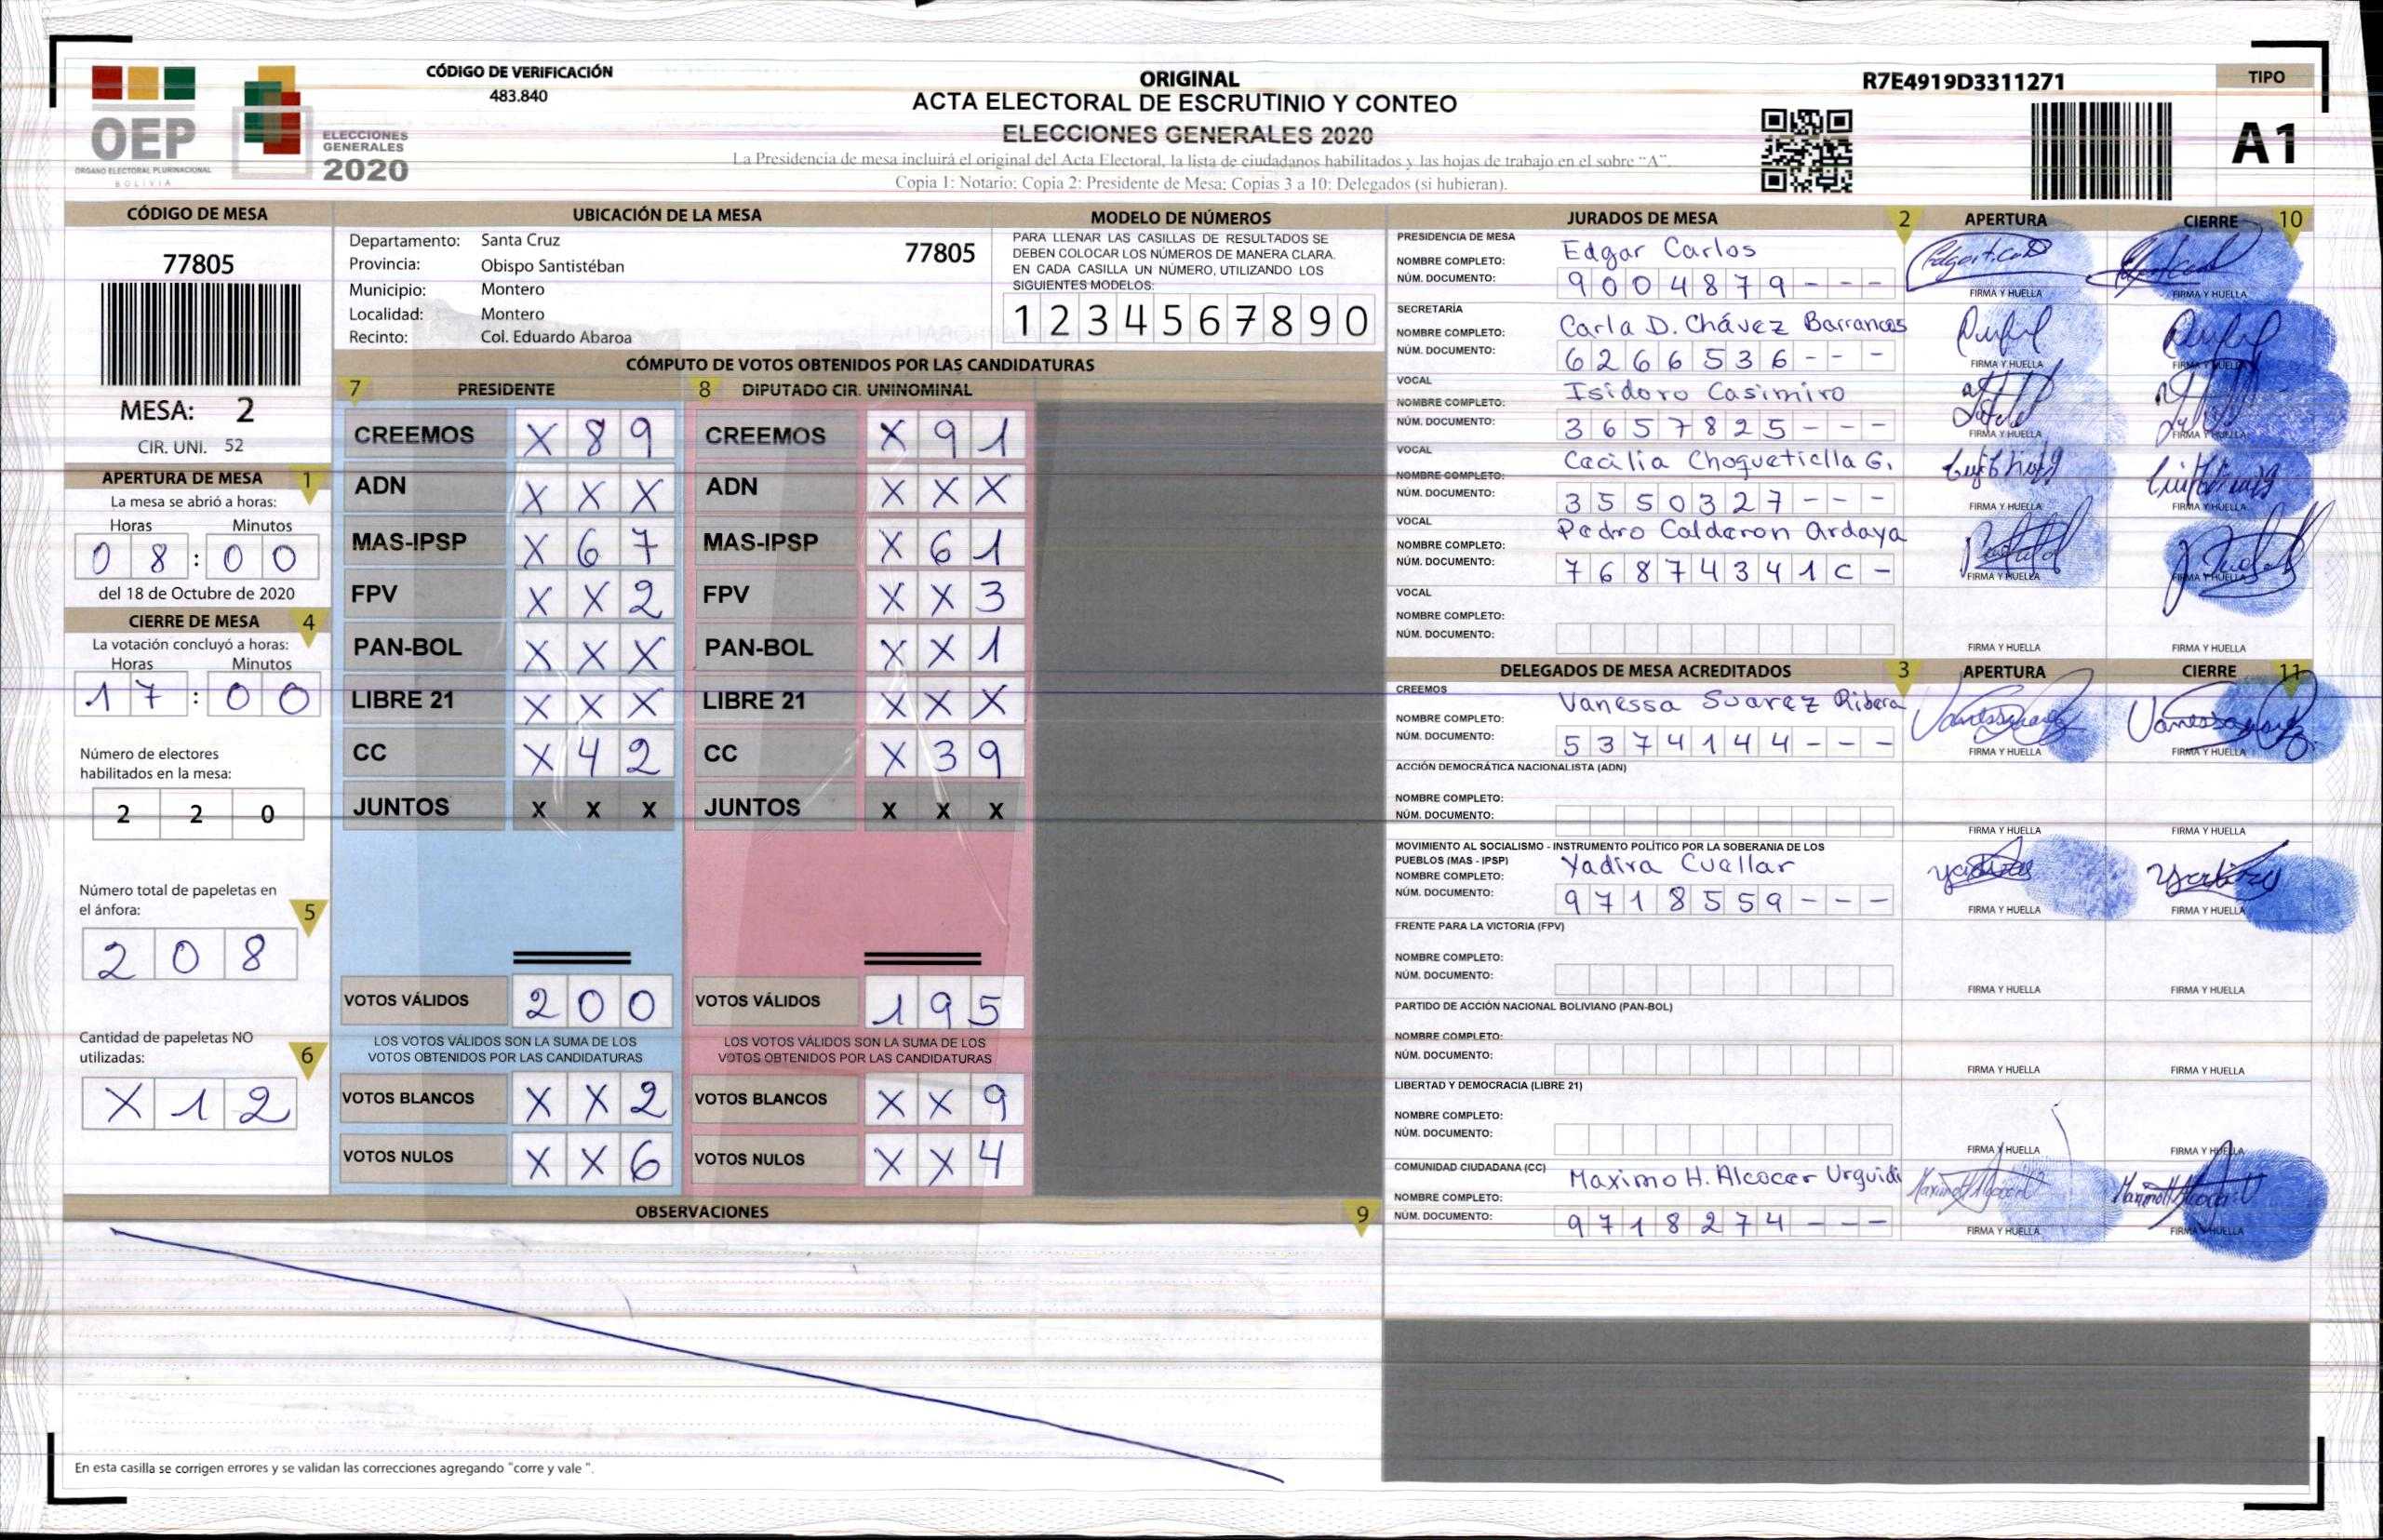 OEP
ÓRGANO ELECTORAL PLURINACIONAL
BOLIVIA
ELECCIONES
GENERALES
2020
CÓDIGO DE VERIFICACIÓN
483.840
ORIGINAL
ACTA ELECTORAL DE ESCRUTINIO Y CONTEO
ELECCIONES GENERALES 2020
La Presidencia de mesa incluirá el original del Acta Electoral, la lista de ciudadanos habilitados y las hojas de trabajo en el sobre “A”.
Copia 1: Notario; Copia 2: Presidente de Mesa; Copias 3 a 10: Delegados (si hubieran).
R7E4919D3311271
TIPO
A1
CÓDIGO DE MESA
77805
MESA: 2
CIR. UNI. 52
APERTURA DE MESA 1
La mesa se abrió a horas:
Horas Minutos
0 8 : 0 0
del 18 de Octubre de 2020
CIERRE DE MESA 4
La votación concluyó a horas:
Horas Minutos
1 7 : 0 0
Número de electores
habilitados en la mesa:
2 2 0
Número total de papeletas en
el ánfora: 5
2 0 8
Cantidad de papeletas NO
utilizadas: 6
X 1 2
UBICACIÓN DE LA MESA
Departamento: Santa Cruz 77805
Provincia: Obispo Santistéban
Municipio: Montero
Localidad: Montero
Recinto: Col. Eduardo Abaroa
MODELO DE NÚMEROS
PARA LLENAR LAS CASILLAS DE RESULTADOS SE
DEBEN COLOCAR LOS NÚMEROS DE MANERA CLARA.
EN CADA CASILLA UN NÚMERO, UTILIZANDO LOS
SIGUIENTES MODELOS:
1 2 3 4 5 6 7 8 9 0
CÓMPUTO DE VOTOS OBTENIDOS POR LAS CANDIDATURAS
7 PRESIDENTE 8 DIPUTADO CIR. UNINOMINAL
CREEMOS X 8 9 CREEMOS X 9 1
ADN X X X ADN X X X
MAS-IPSP X 6 7 MAS-IPSP X 6 1
FPV X X 2 FPV X X 3
PAN-BOL X X X PAN-BOL X X 1
LIBRE 21 X X X LIBRE 21 X X X
CC X 4 2 CC X 3 9
JUNTOS X X X JUNTOS X X X
VOTOS VÁLIDOS 2 0 0 VOTOS VÁLIDOS 1 9 5
LOS VOTOS VÁLIDOS SON LA SUMA DE LOS LOS VOTOS VÁLIDOS SON LA SUMA DE LOS
VOTOS OBTENIDOS POR LAS CANDIDATURAS VOTOS OBTENIDOS POR LAS CANDIDATURAS
VOTOS BLANCOS X X 2 VOTOS BLANCOS X X 9
VOTOS NULOS X X 6 VOTOS NULOS X X 4
OBSERVACIONES 9
En esta casilla se corrigen errores y se validan las correcciones agregando "corre y vale ".
JURADOS DE MESA 2 APERTURA CIERRE 10
PRESIDENCIA DE MESA
NOMBRE COMPLETO: Edgar Carlos
NÚM. DOCUMENTO: 9 0 0 4 8 7 9 - - -
FIRMA Y HUELLA FIRMA Y HUELLA
SECRETARÍA
NOMBRE COMPLETO: Carla D. Chávez Barrancos
NÚM. DOCUMENTO: 6 2 6 6 5 3 6 - - -
FIRMA Y HUELLA FIRMA Y HUELLA
VOCAL
NOMBRE COMPLETO: Isidoro Casimiro
NÚM. DOCUMENTO: 3 6 5 7 8 2 5 - - -
FIRMA Y HUELLA FIRMA Y HUELLA
VOCAL
NOMBRE COMPLETO: Cecilia Choqueticlla G.
NÚM. DOCUMENTO: 3 5 5 0 3 2 7 - - -
FIRMA Y HUELLA FIRMA Y HUELLA
VOCAL
NOMBRE COMPLETO: Pedro Calderon Ardaya
NÚM. DOCUMENTO: 7 6 8 7 4 3 4 1 C -
FIRMA Y HUELLA FIRMA Y HUELLA
VOCAL
NOMBRE COMPLETO:
NÚM. DOCUMENTO:
FIRMA Y HUELLA FIRMA Y HUELLA
DELEGADOS DE MESA ACREDITADOS 3 APERTURA CIERRE 11
CREEMOS
NOMBRE COMPLETO: Vanessa Suarez Ribera
NÚM. DOCUMENTO: 5 3 7 4 1 4 4 - - -
FIRMA Y HUELLA FIRMA Y HUELLA
ACCIÓN DEMOCRÁTICA NACIONALISTA (ADN)
NOMBRE COMPLETO:
NÚM. DOCUMENTO:
FIRMA Y HUELLA FIRMA Y HUELLA
MOVIMIENTO AL SOCIALISMO - INSTRUMENTO POLÍTICO POR LA SOBERANIA DE LOS
PUEBLOS (MAS - IPSP)
NOMBRE COMPLETO: Yadira Cuellar
NÚM. DOCUMENTO: 9 7 1 8 5 5 9 - - -
FIRMA Y HUELLA FIRMA Y HUELLA
FRENTE PARA LA VICTORIA (FPV)
NOMBRE COMPLETO:
NÚM. DOCUMENTO:
FIRMA Y HUELLA FIRMA Y HUELLA
PARTIDO DE ACCIÓN NACIONAL BOLIVIANO (PAN-BOL)
NOMBRE COMPLETO:
NÚM. DOCUMENTO:
FIRMA Y HUELLA FIRMA Y HUELLA
LIBERTAD Y DEMOCRACIA (LIBRE 21)
NOMBRE COMPLETO:
NÚM. DOCUMENTO:
FIRMA Y HUELLA FIRMA Y HUELLA
COMUNIDAD CIUDADANA (CC)
NOMBRE COMPLETO: Maximo H. Alcocer Urquidi
NÚM. DOCUMENTO: 9 7 1 8 2 7 4 - - -
FIRMA Y HUELLA FIRMA Y HUELLA